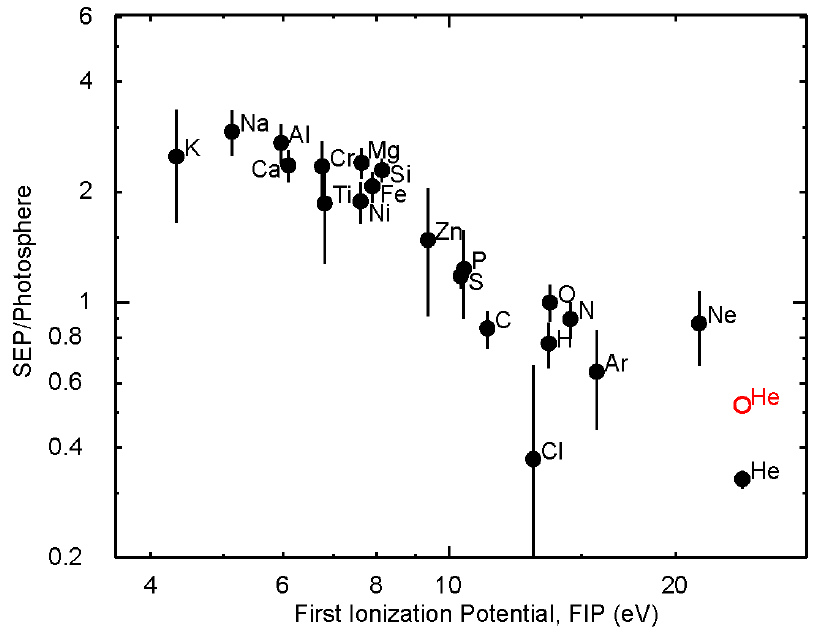 6
4
2
1
0.8
0.6
0.4
0.2
SEP/Photosphere
K
Na
Al
Ca
Cr
Mg
Si
Ti
Fe
Ni
Zn
P
S
C
O
N
H
Ar
Cl
Ne
He
He
4 6 8 10 20
First Ionization Potential, FIP (eV)